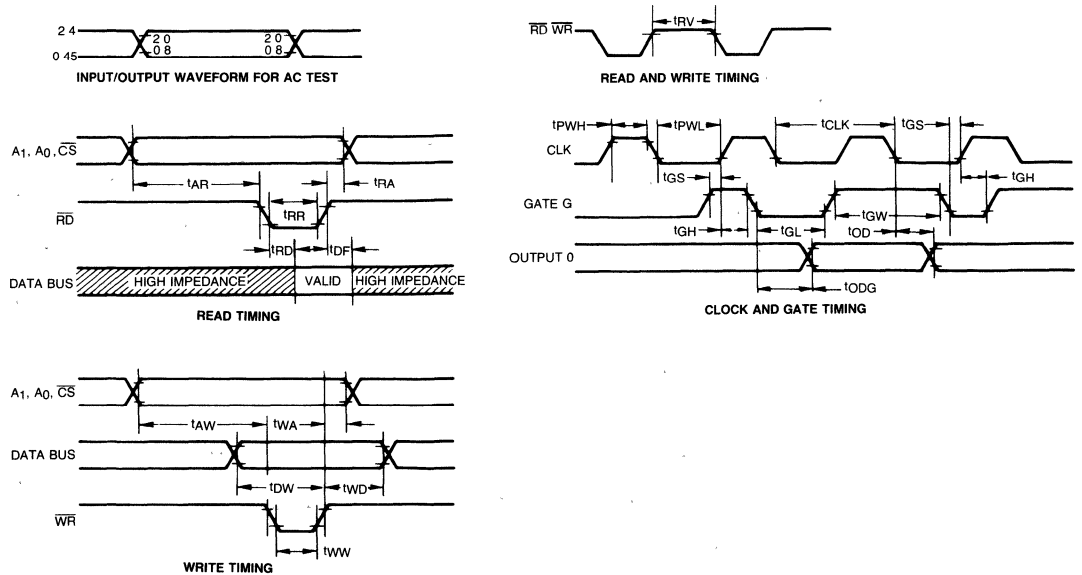 2 4
0 45
2 0
0 8
2 0
0 8
INPUT/OUTPUT WAVEFORM FOR AC TEST
RD WR
tRV
READ AND WRITE TIMING
A1, A0, CS
tAR
tRA
RD
tRR
tRD
tDF
DATA BUS
HIGH IMPEDANCE
VALID
HIGH IMPEDANCE
READ TIMING
tPWH
tPWL
tCLK
tGS
CLK
tGS
tGH
GATE G
tGH
tGL
tGW
tOD
OUTPUT 0
tODG
CLOCK AND GATE TIMING
A1, A0, CS
tAW
tWA
DATA BUS
tDW
tWD
WR
tWW
WRITE TIMING